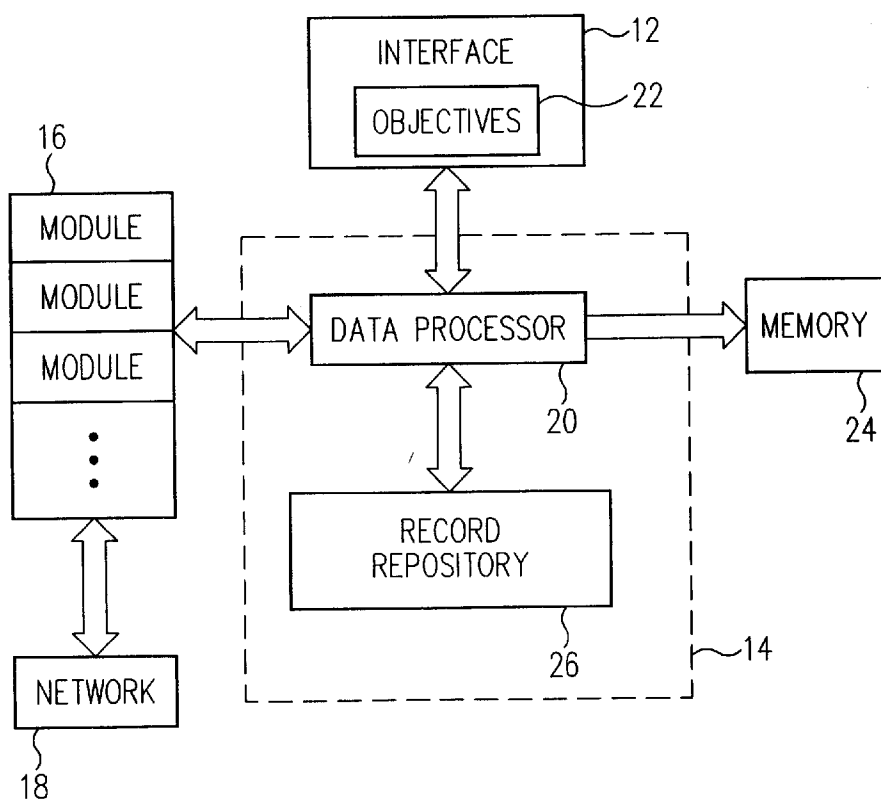 INTERFACE
12
OBJECTIVES
22
16
MODULE
MODULE
MODULE
DATA PROCESSOR
20
MEMORY
24
RECORD
REPOSITORY
26
14
NETWORK
18